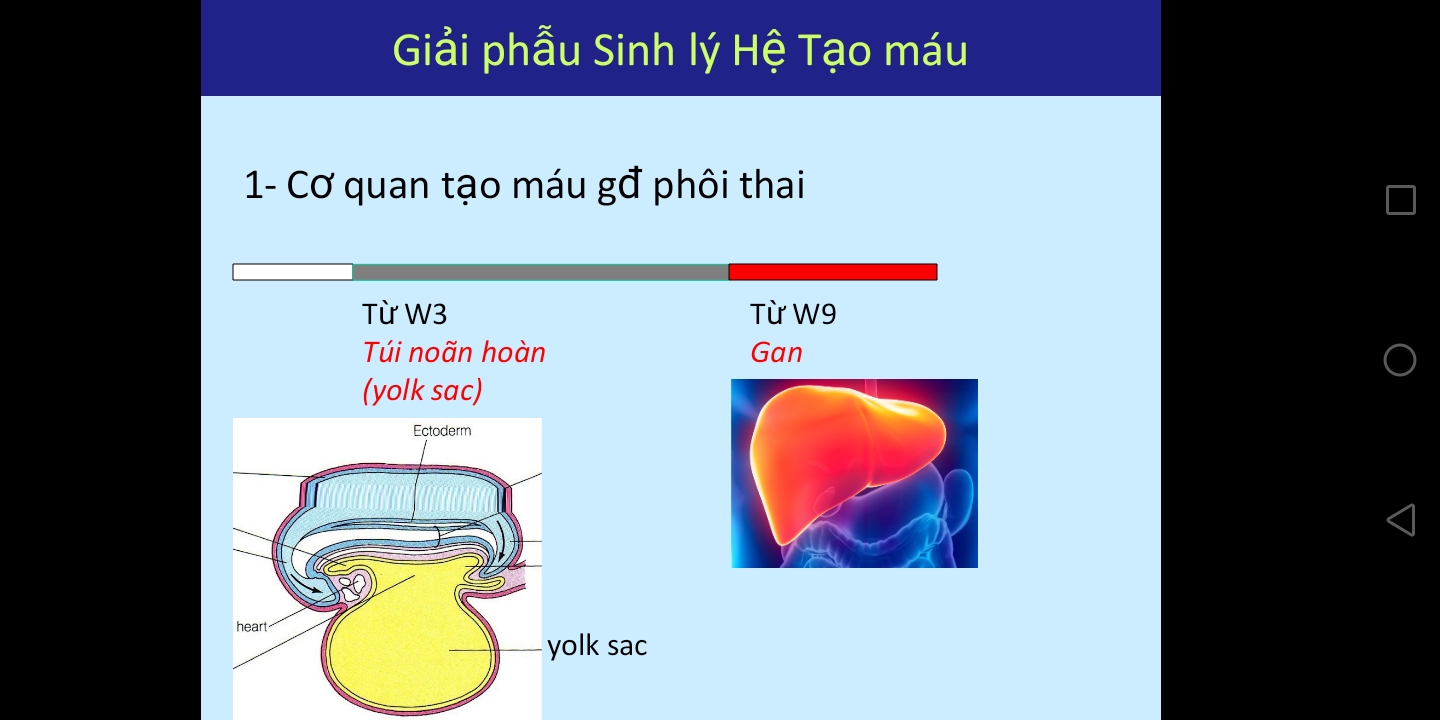 Giải phẫu Sinh lý Hệ Tạo máu
1- Cơ quan tạo máu gđ phôi thai
Từ W3
Túi noãn hoàn
(yolk sac)
Từ W9
Gan
Ectoderm
heart
yolk sac